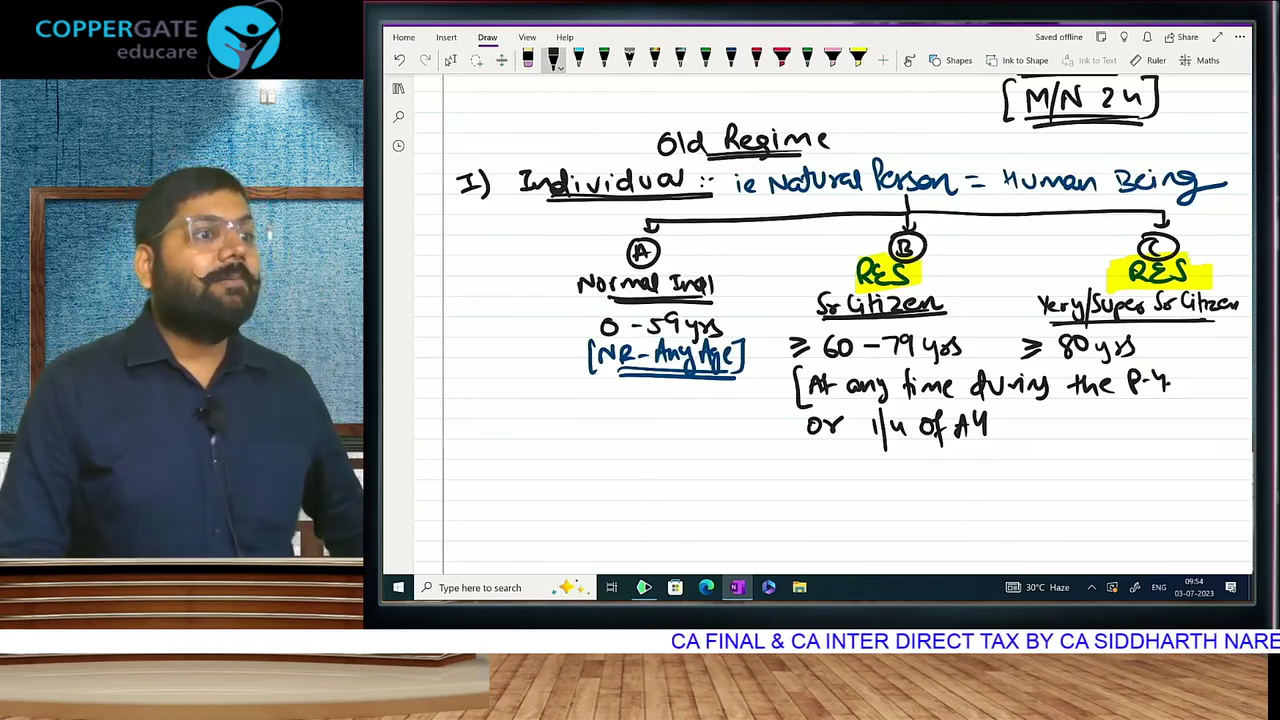 COPPERGATE
educare
Home Insert Draw View Help
Saved offline Share
Shapes Ink to Shape Ink to Text Ruler Maths
[M/N 24]
Old Regime
I) Individual :- ie Natural Person = Human Being
A B C
Normal Indl RES RES
0 - 59 yrs Sr Citizen Very/Super Sr Citizen
[NR - Any Age] ≥ 60 - 79 yrs ≥ 80 yrs
[At any time during the P.Y.
or 1/4 of AY
Type here to search 30°C Haze ENG 09:54
03-07-2023
CA FINAL & CA INTER DIRECT TAX BY CA SIDDHARTH NARE